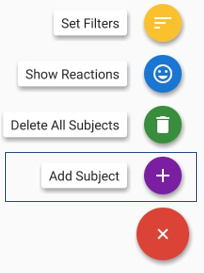 Set Filters
Show Reactions
Delete All Subjects
Add Subject